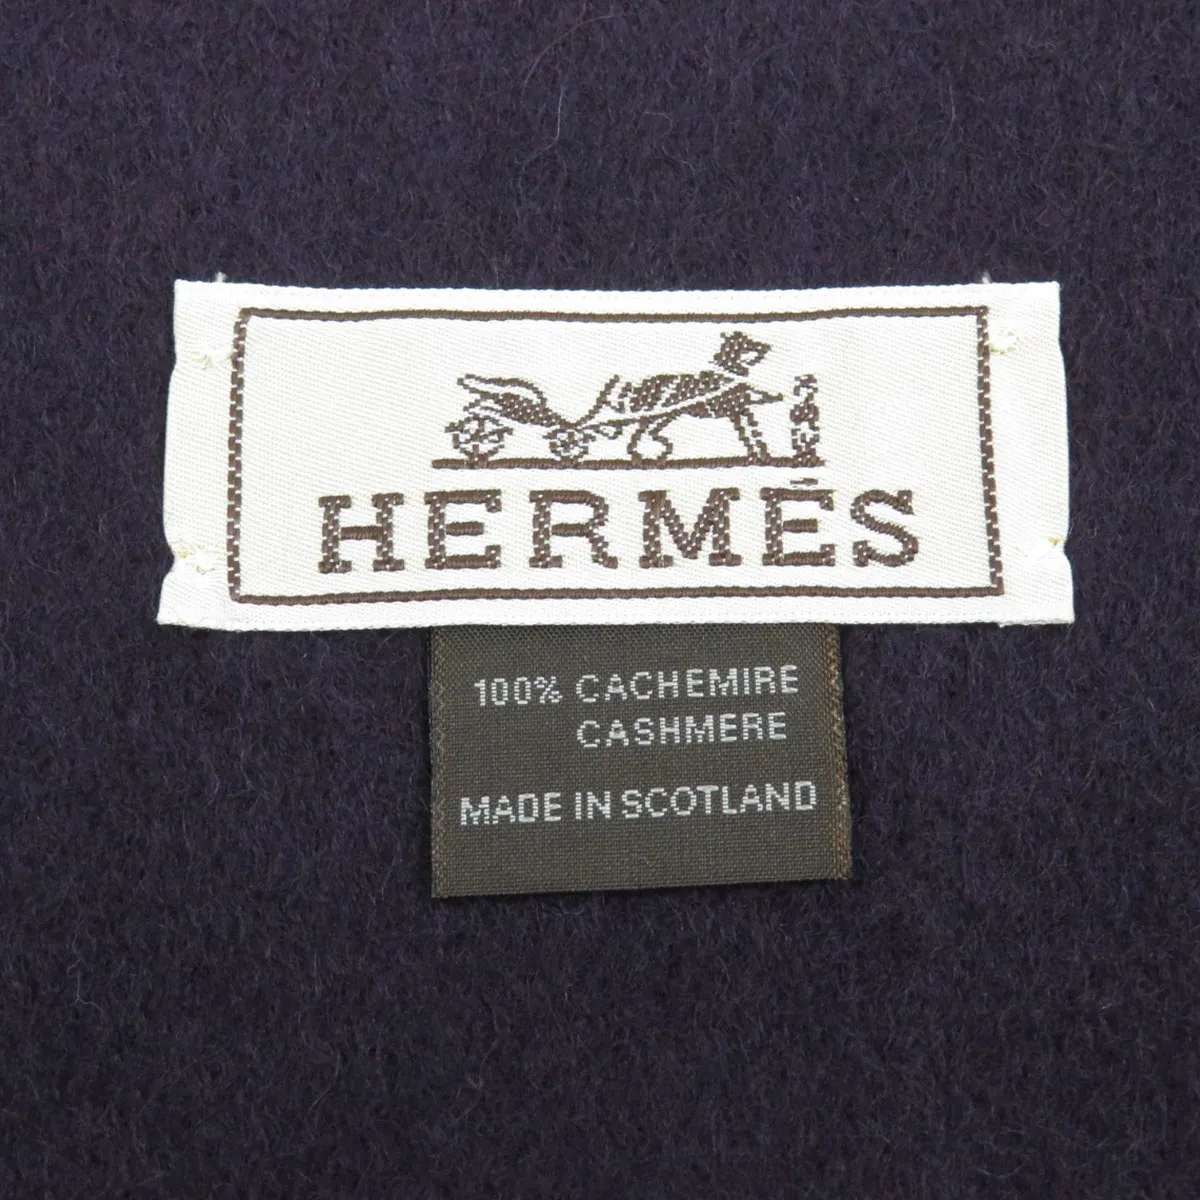 HERMÈS
100% CACHEMIRE
CASHMERE
MADE IN SCOTLAND